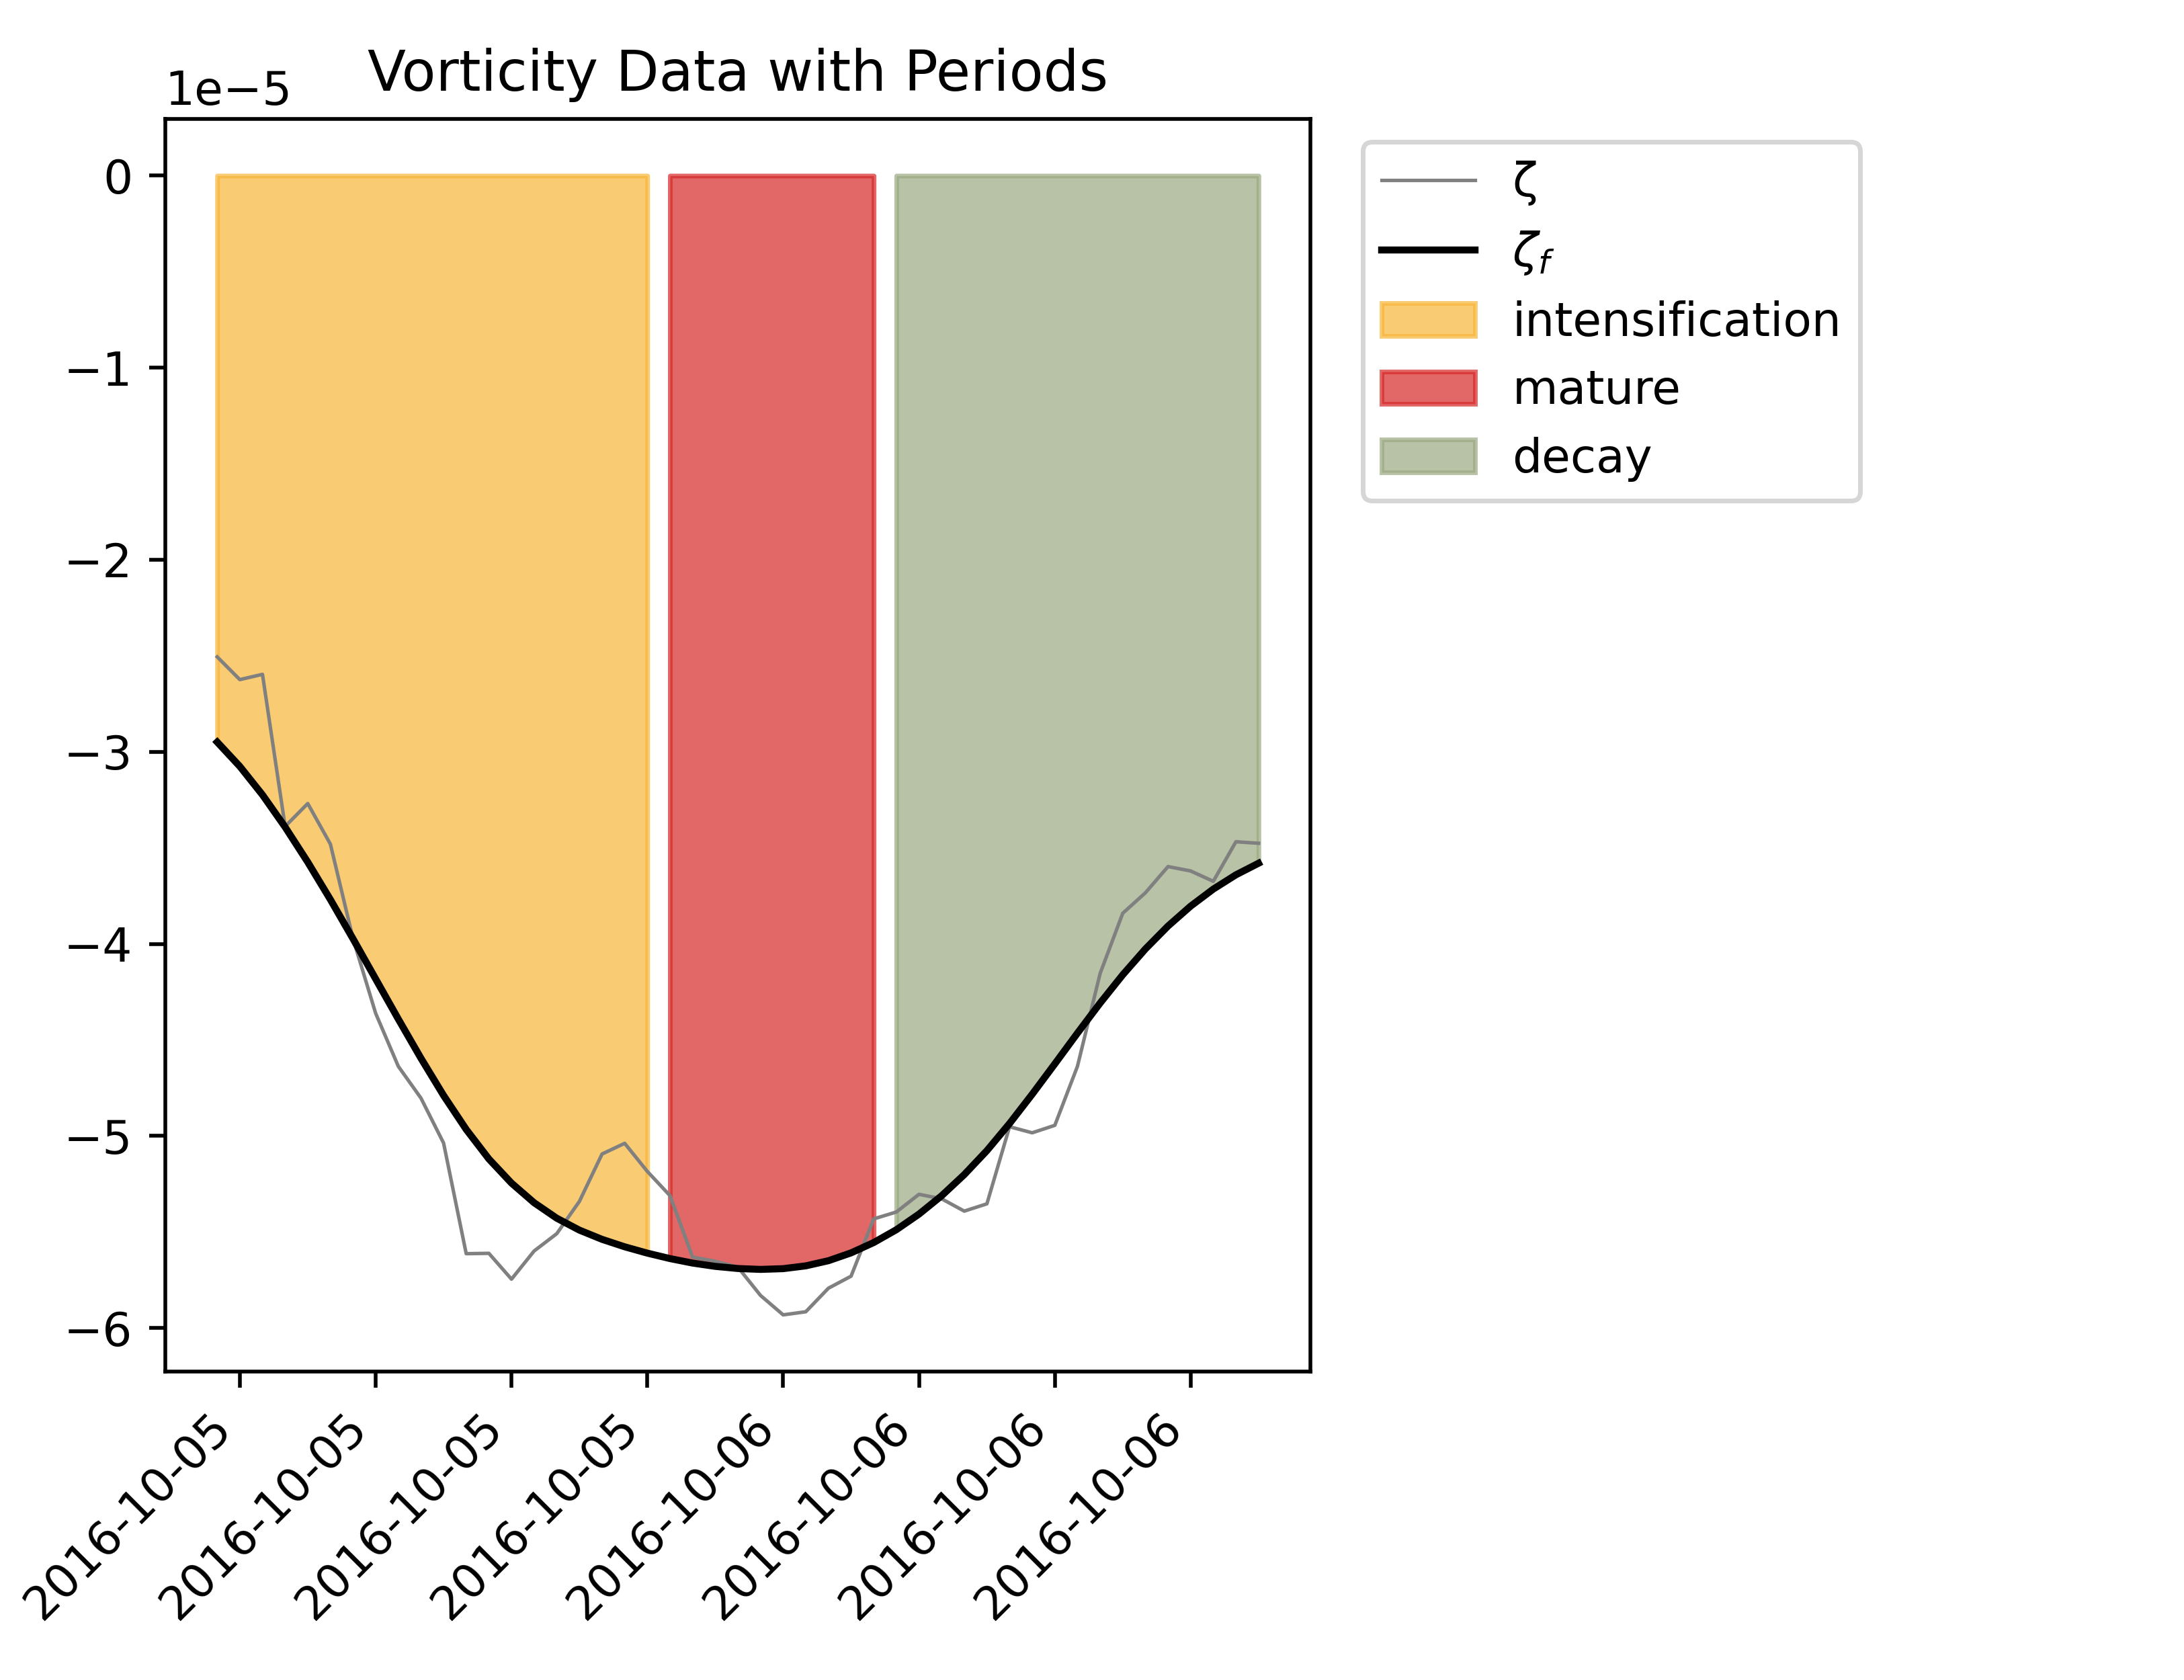 Vorticity Data with Periods
1e−5
0
−1
−2
−3
−4
−5
−6
2016-10-05
2016-10-05
2016-10-05
2016-10-05
2016-10-06
2016-10-06
2016-10-06
2016-10-06
ζ
ζf
intensification
mature
decay